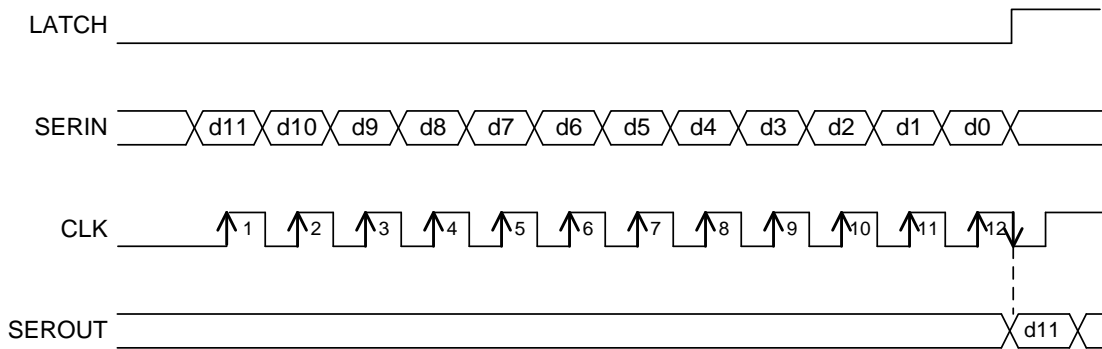 LATCH
SERIN d11 d10 d9 d8 d7 d6 d5 d4 d3 d2 d1 d0
CLK 1 2 3 4 5 6 7 8 9 10 11 12
SEROUT d11